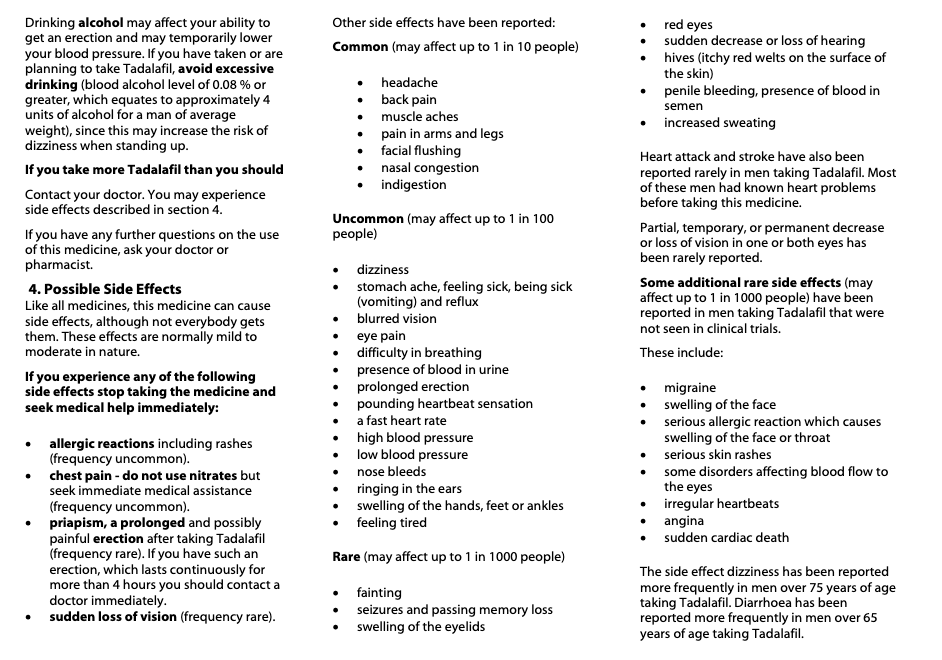 Drinking alcohol may affect your ability to
get an erection and may temporarily lower
your blood pressure. If you have taken or are
planning to take Tadalafil, avoid excessive
drinking (blood alcohol level of 0.08 % or
greater, which equates to approximately 4
units of alcohol for a man of average
weight), since this may increase the risk of
dizziness when standing up.
If you take more Tadalafil than you should
Contact your doctor. You may experience
side effects described in section 4.
If you have any further questions on the use
of this medicine, ask your doctor or
pharmacist.
4. Possible Side Effects
Like all medicines, this medicine can cause
side effects, although not everybody gets
them. These effects are normally mild to
moderate in nature.
If you experience any of the following
side effects stop taking the medicine and
seek medical help immediately:
• allergic reactions including rashes
(frequency uncommon).
• chest pain - do not use nitrates but
seek immediate medical assistance
(frequency uncommon).
• priapism, a prolonged and possibly
painful erection after taking Tadalafil
(frequency rare). If you have such an
erection, which lasts continuously for
more than 4 hours you should contact a
doctor immediately.
• sudden loss of vision (frequency rare).
Other side effects have been reported:
Common (may affect up to 1 in 10 people)
• headache
• back pain
• muscle aches
• pain in arms and legs
• facial flushing
• nasal congestion
• indigestion
Uncommon (may affect up to 1 in 100
people)
• dizziness
• stomach ache, feeling sick, being sick
(vomiting) and reflux
• blurred vision
• eye pain
• difficulty in breathing
• presence of blood in urine
• prolonged erection
• pounding heartbeat sensation
• a fast heart rate
• high blood pressure
• low blood pressure
• nose bleeds
• ringing in the ears
• swelling of the hands, feet or ankles
• feeling tired
Rare (may affect up to 1 in 1000 people)
• fainting
• seizures and passing memory loss
• swelling of the eyelids
• red eyes
• sudden decrease or loss of hearing
• hives (itchy red welts on the surface of
the skin)
• penile bleeding, presence of blood in
semen
• increased sweating
Heart attack and stroke have also been
reported rarely in men taking Tadalafil. Most
of these men had known heart problems
before taking this medicine.
Partial, temporary, or permanent decrease
or loss of vision in one or both eyes has
been rarely reported.
Some additional rare side effects (may
affect up to 1 in 1000 people) have been
reported in men taking Tadalafil that were
not seen in clinical trials.
These include:
• migraine
• swelling of the face
• serious allergic reaction which causes
swelling of the face or throat
• serious skin rashes
• some disorders affecting blood flow to
the eyes
• irregular heartbeats
• angina
• sudden cardiac death
The side effect dizziness has been reported
more frequently in men over 75 years of age
taking Tadalafil. Diarrhoea has been
reported more frequently in men over 65
years of age taking Tadalafil.